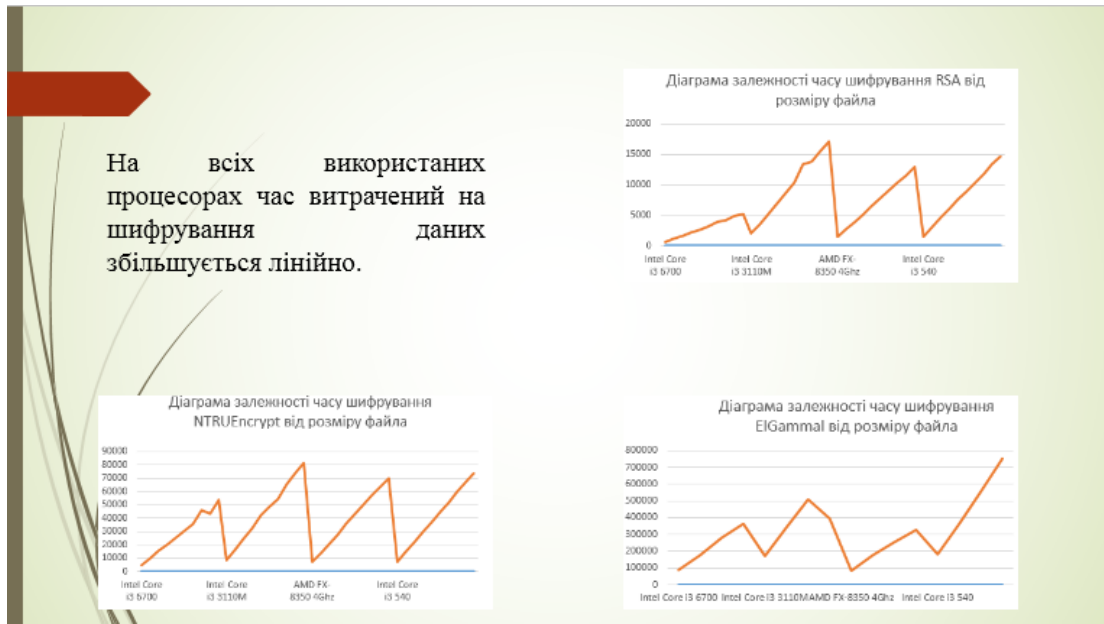 На всіх використаних
процесорах час витрачений на
шифрування даних
збільшується лінійно.
Діаграма залежності часу шифрування RSA від
розміру файла
20000
15000
10000
5000
0
Intel Core
i3 6700
Intel Core
i3 3110M
AMD FX-
8350 4Ghz
Intel Core
i3 540
Діаграма залежності часу шифрування
NTRUEncrypt від розміру файла
90000
80000
70000
60000
50000
40000
30000
20000
10000
0
Intel Core
i3 6700
Intel Core
i3 3110M
AMD FX-
8350 4Ghz
Intel Core
i3 540
Діаграма залежності часу шифрування
ElGammal від розміру файла
800000
700000
600000
500000
400000
300000
200000
100000
0
Intel Core i3 6700 Intel Core i3 3110MAMD FX-8350 4Ghz Intel Core i3 540